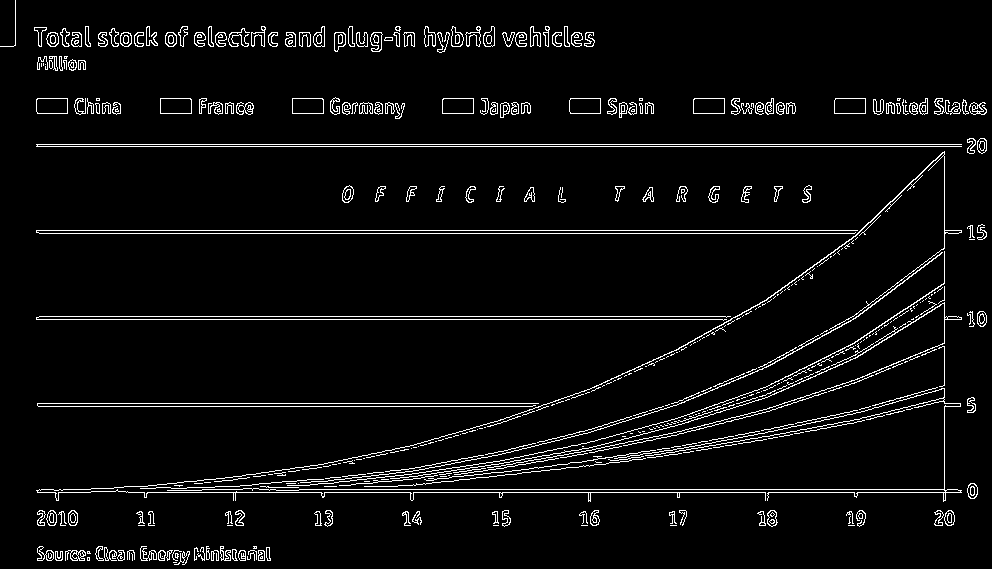 Total stock of electric and plug-in hybrid vehicles
Million
China France Germany Japan Spain Sweden United States
20
OFFICIAL TARGETS
15
10
5
0
2010 11 12 13 14 15 16 17 18 19 20
Source: Clean Energy Ministerial